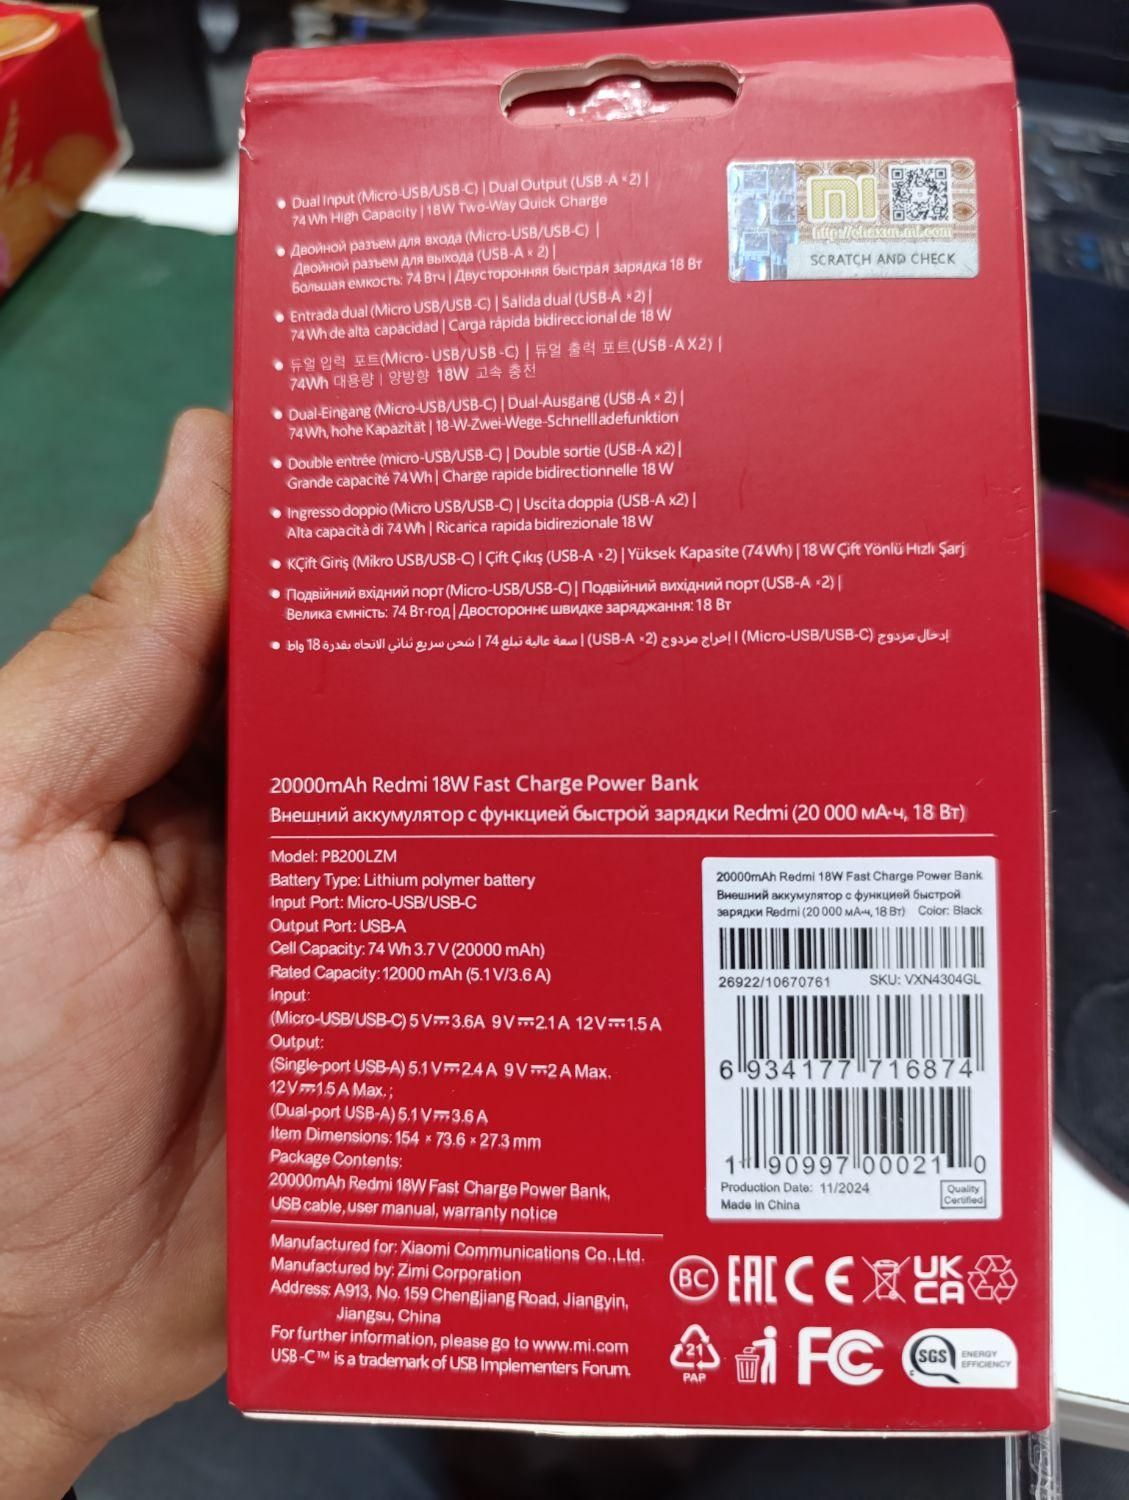 Dual Input (Micro-USB/USB-C) | Dual Output (USB-A ×2) |
74 Wh High Capacity | 18W Two-Way Quick Charge
Двойной разъем для входа (Micro-USB/USB-C) |
Двойной разъем для выхода (USB-A × 2) |
Большая емкость: 74 Втч | Двусторонняя быстрая зарядка 18 Вт
Entrada dual (Micro USB/USB-C) | Salida dual (USB-A ×2) |
74 Wh de alta capacidad | Carga rápida bidireccional de 18 W
듀얼 입력 포트(Micro-USB/USB-C) | 듀얼 출력 포트(USB-A X2) |
74Wh 대용량 | 양방향 18W 고속 충전
Dual-Eingang (Micro-USB/USB-C) | Dual-Ausgang (USB-A × 2) |
74 Wh, hohe Kapazität | 18-W-Zwei-Wege-Schnellladefunktion
Double entrée (micro-USB/USB-C) | Double sortie (USB-A x2) |
Grande capacité 74 Wh | Charge rapide bidirectionnelle 18 W
Ingresso doppio (Micro USB/USB-C) | Uscita doppia (USB-A x2) |
Alta capacità di 74 Wh | Ricarica rapida bidirezionale 18 W
KÇift Giriş (Mikro USB/USB-C) | Çift Çıkış (USB-A ×2) | Yüksek Kapasite (74 Wh) | 18 W Çift Yönlü Hızlı Şarj
Подвійний вхідний порт (Micro-USB/USB-C) | Подвійний вихідний порт (USB-A ×2) |
Велика ємність: 74 Вт·год | Двостороннє швидке заряджання: 18 Вт
إدخال مزدوج (Micro-USB/USB-C) | إخراج مزدوج (USB-A ×2) | سعة عالية تبلغ 74 | شحن سريع ثنائي الاتجاه بقدرة 18 واط
MI
http://chaxun.mi.com
SCRATCH AND CHECK
20000mAh Redmi 18W Fast Charge Power Bank
Внешний аккумулятор с функцией быстрой зарядки Redmi (20 000 мА·ч, 18 Вт)
Model: PB200LZM
Battery Type: Lithium polymer battery
Input Port: Micro-USB/USB-C
Output Port: USB-A
Cell Capacity: 74 Wh 3.7 V (20000 mAh)
Rated Capacity: 12000 mAh (5.1 V/3.6 A)
Input:
(Micro-USB/USB-C) 5 V⎓3.6A 9 V⎓2.1 A 12 V⎓1.5 A
Output:
(Single-port USB-A) 5.1 V⎓2.4 A 9 V⎓2 A Max.
12 V⎓1.5 A Max. ;
(Dual-port USB-A) 5.1 V⎓3.6 A
Item Dimensions: 154 × 73.6 × 27.3 mm
Package Contents:
20000mAh Redmi 18W Fast Charge Power Bank,
USB cable, user manual, warranty notice
Manufactured for: Xiaomi Communications Co.,Ltd.
Manufactured by: Zimi Corporation
Address: A913, No. 159 Chengjiang Road, Jiangyin,
Jiangsu, China
For further information, please go to www.mi.com
USB-C™ is a trademark of USB Implementers Forum.
20000mAh Redmi 18W Fast Charge Power Bank
Внешний аккумулятор с функцией быстрой
зарядки Redmi (20 000 мА·ч, 18 Вт) Color: Black
26922/10670761 SKU: VXN4304GL
6 934177 716874
1 90997 00021 0
Production Date: 11/2024
Made in China
Quality
Certified
BC EAC CE UK
CA
21
PAP
FC
SGS ENERGY
EFFICIENCY